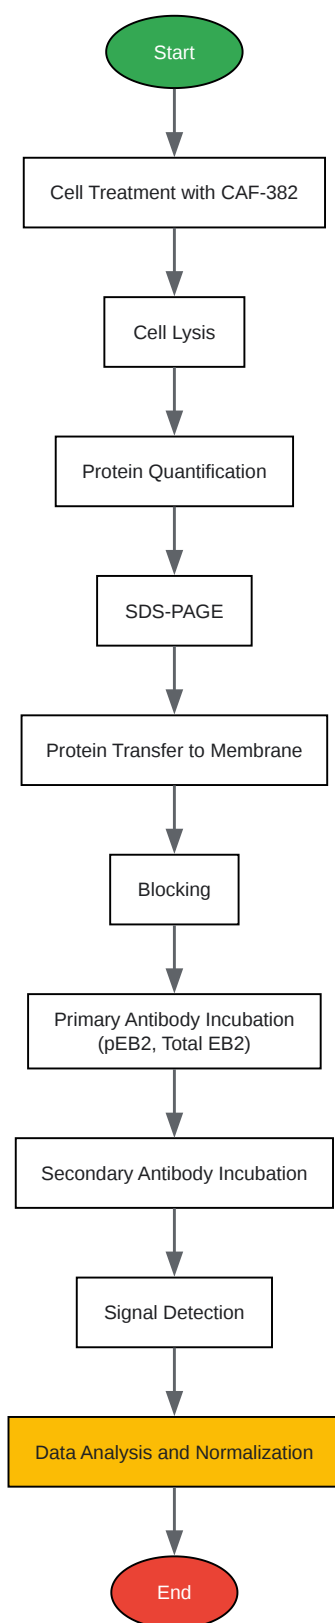 Start
Cell Treatment with CAF-382
Cell Lysis
Protein Quantification
SDS-PAGE
Protein Transfer to Membrane
Blocking
Primary Antibody Incubation
(pEB2, Total EB2)
Secondary Antibody Incubation
Signal Detection
Data Analysis and Normalization
End